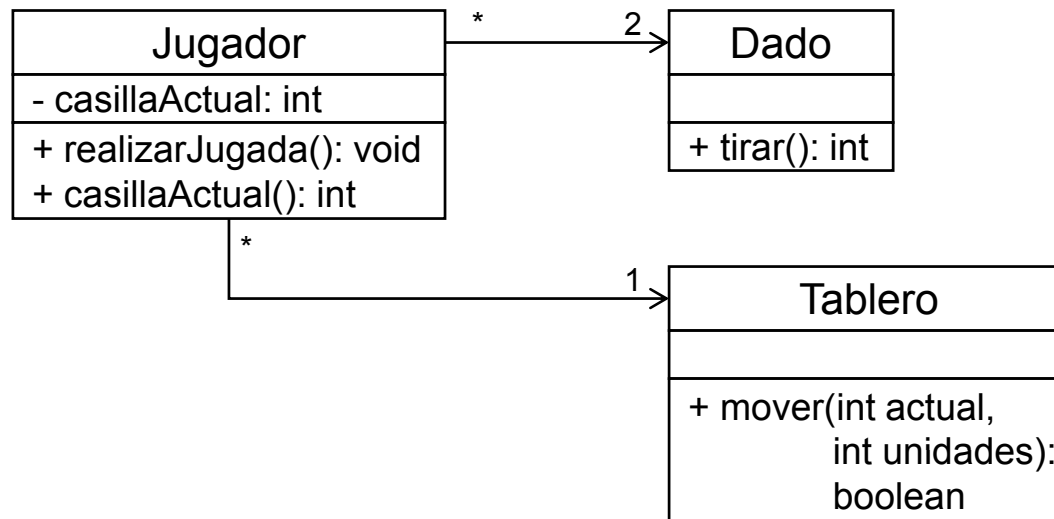 Jugador
- casillaActual: int
+ realizarJugada(): void
+ casillaActual(): int
*
2
Dado
+ tirar(): int
*
1
Tablero
+ mover(int actual,
int unidades):
boolean